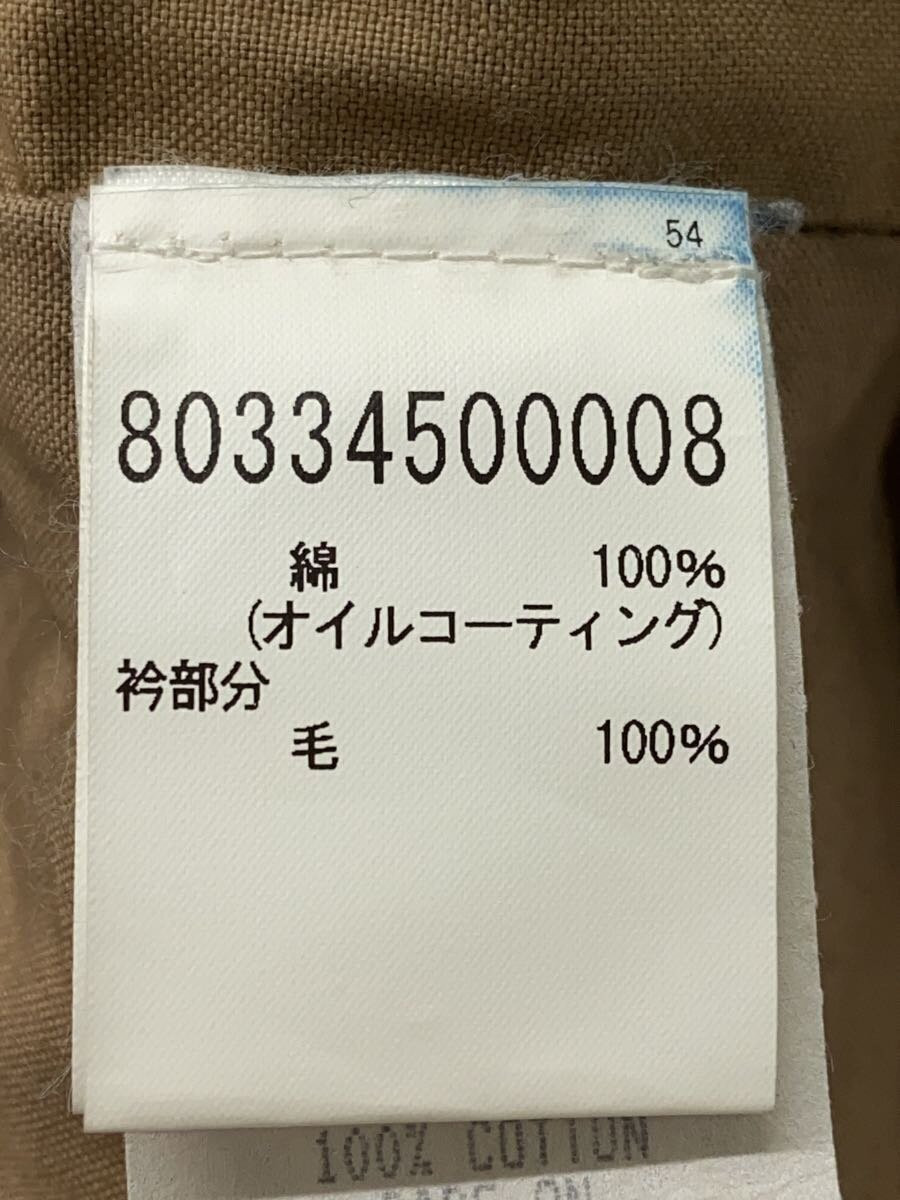 54
80334500008
綿 100%
(オイルコーティング)
衿部分
毛 100%
100% COTTON